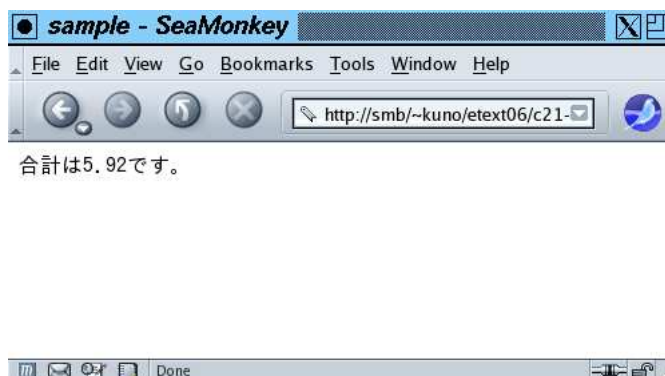 sample - SeaMonkey
File Edit View Go Bookmarks Tools Window Help
http://smb/~kuno/etext06/c21-
合計は5.92です。
Done